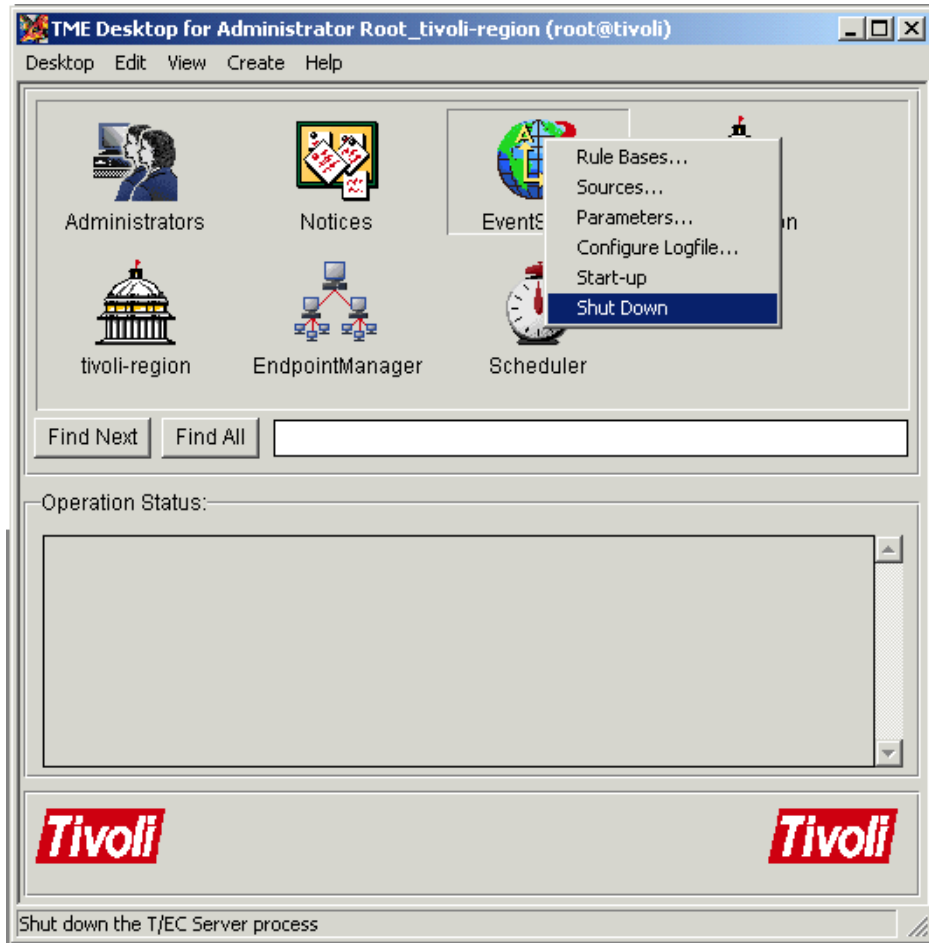 TME Desktop for Administrator Root_tivoli-region (root@tivoli)
Desktop Edit View Create Help
Administrators
Notices
Rule Bases...
Sources...
Parameters...
Configure Logfile...
Start-up
Shut Down
tivoli-region
EndpointManager
Scheduler
Find Next
Find All
Operation Status:
Tivoli
Tivoli
Shut down the T/EC Server process